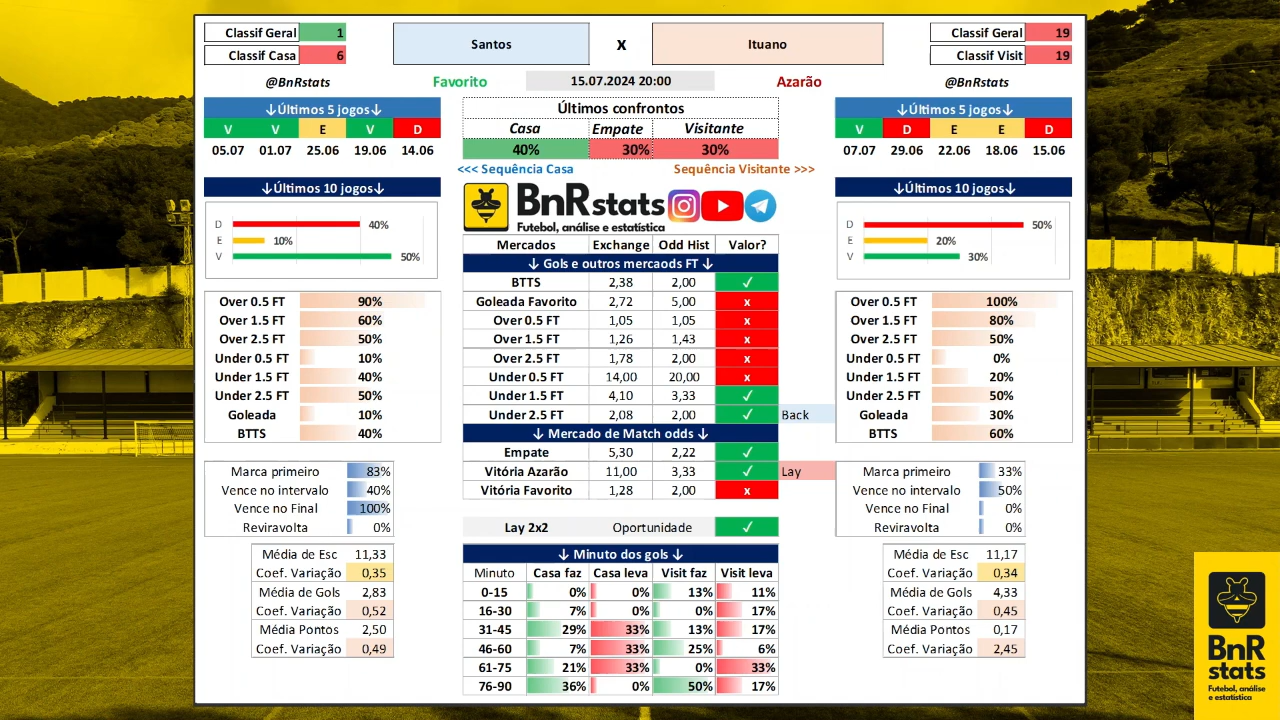 Classif Geral 1
Classif Casa 6
Santos x Ituano
Classif Geral 19
Classif Visit 19
@BnRstats
Favorito 15.07.2024 20:00 Azarão
@BnRstats
↓Últimos 5 jogos↓
V V E V D
05.07 01.07 25.06 19.06 14.06
Últimos confrontos
Casa Empate Visitante
40% 30% 30%
<<< Sequência Casa Sequência Visitante >>>
↓Últimos 5 jogos↓
V D E E D
07.07 29.06 22.06 18.06 15.06
↓Últimos 10 jogos↓
D 40%
E 10%
V 50%
Over 0.5 FT 90%
Over 1.5 FT 60%
Over 2.5 FT 50%
Under 0.5 FT 10%
Under 1.5 FT 40%
Under 2.5 FT 50%
Goleada 10%
BTTS 40%
Marca primeiro 83%
Vence no intervalo 40%
Vence no Final 100%
Reviravolta 0%
Média de Esc 11,33
Coef. Variação 0,35
Média de Gols 2,83
Coef. Variação 0,52
Média Pontos 2,50
Coef. Variação 0,49
BnRstats
Futebol, análise e estatística
Mercados Exchange Odd Hist Valor?
↓ Gols e outros mercaods FT ↓
BTTS 2,38 2,00 ✓
Goleada Favorito 2,72 5,00 x
Over 0.5 FT 1,05 1,05 x
Over 1.5 FT 1,26 1,43 x
Over 2.5 FT 1,78 2,00 x
Under 0.5 FT 14,00 20,00 x
Under 1.5 FT 4,10 3,33 ✓
Under 2.5 FT 2,08 2,00 ✓ Back
↓ Mercado de Match odds ↓
Empate 5,30 2,22 ✓
Vitória Azarão 11,00 3,33 ✓ Lay
Vitória Favorito 1,28 2,00 x
Lay 2x2 Oportunidade ✓
↓ Minuto dos gols ↓
Minuto Casa faz Casa leva Visit faz Visit leva
0-15 0% 0% 13% 11%
16-30 7% 0% 0% 17%
31-45 29% 33% 13% 17%
46-60 7% 33% 25% 6%
61-75 21% 33% 0% 33%
76-90 36% 0% 50% 17%
↓Últimos 10 jogos↓
D 50%
E 20%
V 30%
Over 0.5 FT 100%
Over 1.5 FT 80%
Over 2.5 FT 50%
Under 0.5 FT 0%
Under 1.5 FT 20%
Under 2.5 FT 50%
Goleada 30%
BTTS 60%
Marca primeiro 33%
Vence no intervalo 50%
Vence no Final 0%
Reviravolta 0%
Média de Esc 11,17
Coef. Variação 0,34
Média de Gols 4,33
Coef. Variação 0,45
Média Pontos 0,17
Coef. Variação 2,45
BnR
stats
Futebol, análise
e estatística